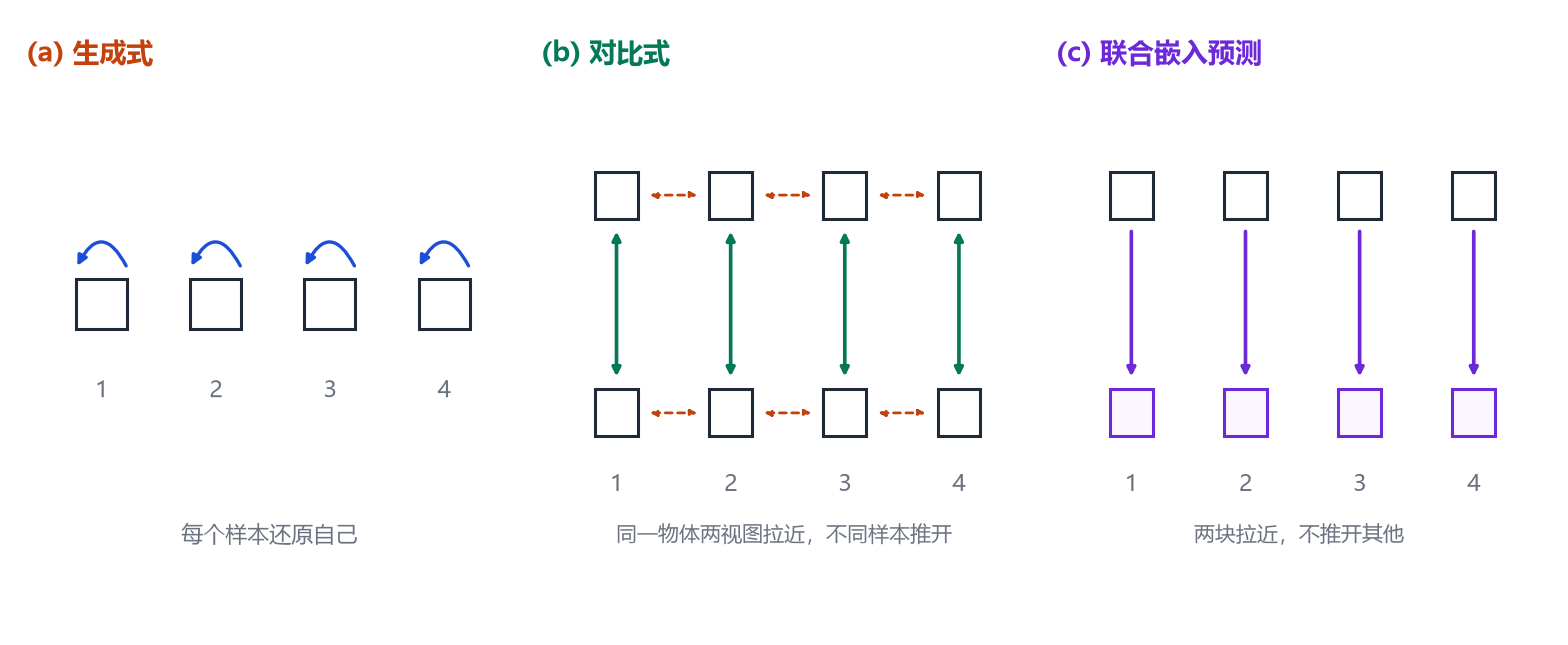 (a) 生成式
1 2 3 4
每个样本还原自己
(b) 对比式
1 2 3 4
同一物体两视图拉近，不同样本推开
(c) 联合嵌入预测
1 2 3 4
两块拉近，不推开其他